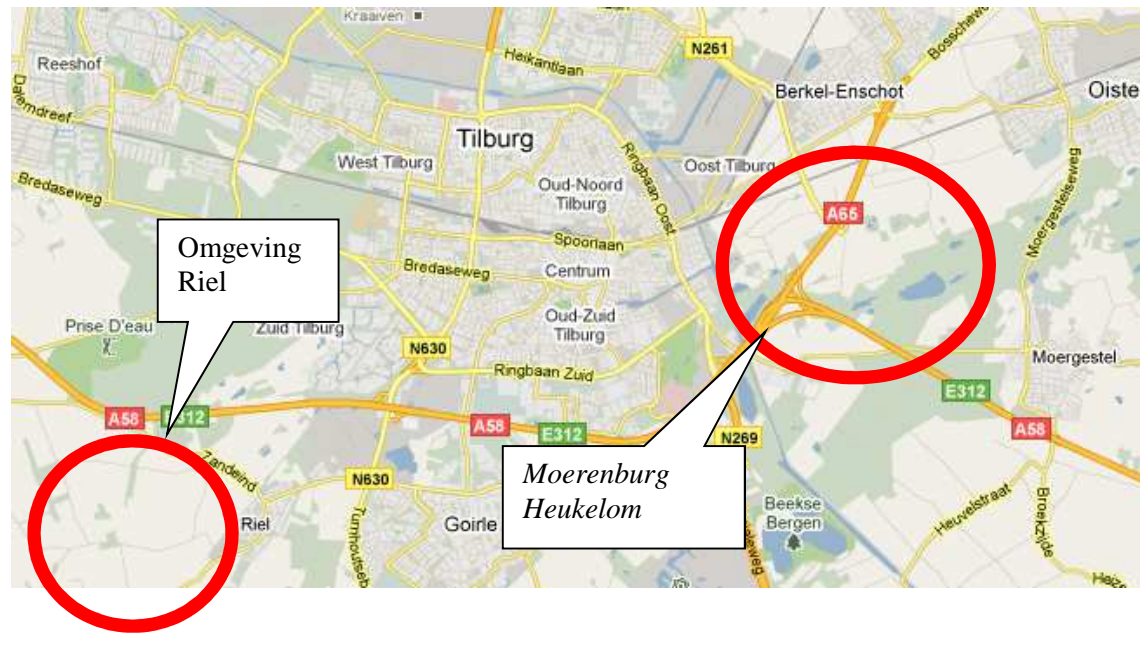 Kraaiven
N261
Heikantlaan
Bosscheweg
Reeshof
Berkel-Enschot
Oiste
Dalemdreef
Tilburg
West Tilburg
Ringbaan Oost
Oost Tilburg
Moergestelseweg
Bredaseweg
Oud-Noord
Tilburg
A65
Omgeving
Riel
Spoorlaan
Bredaseweg
Centrum
Prise D'eau
Zuid Tilburg
Oud-Zuid
Tilburg
N630
Moergestel
Ringbaan Zuid
E312
A58
E312
A58
E312
N269
A58
Zandeind
N630
Moerenburg
Heukelom
Riel
Goirle
Beekse
Bergen
Heuvelstraat
Broekzijde
Turnhoutseb